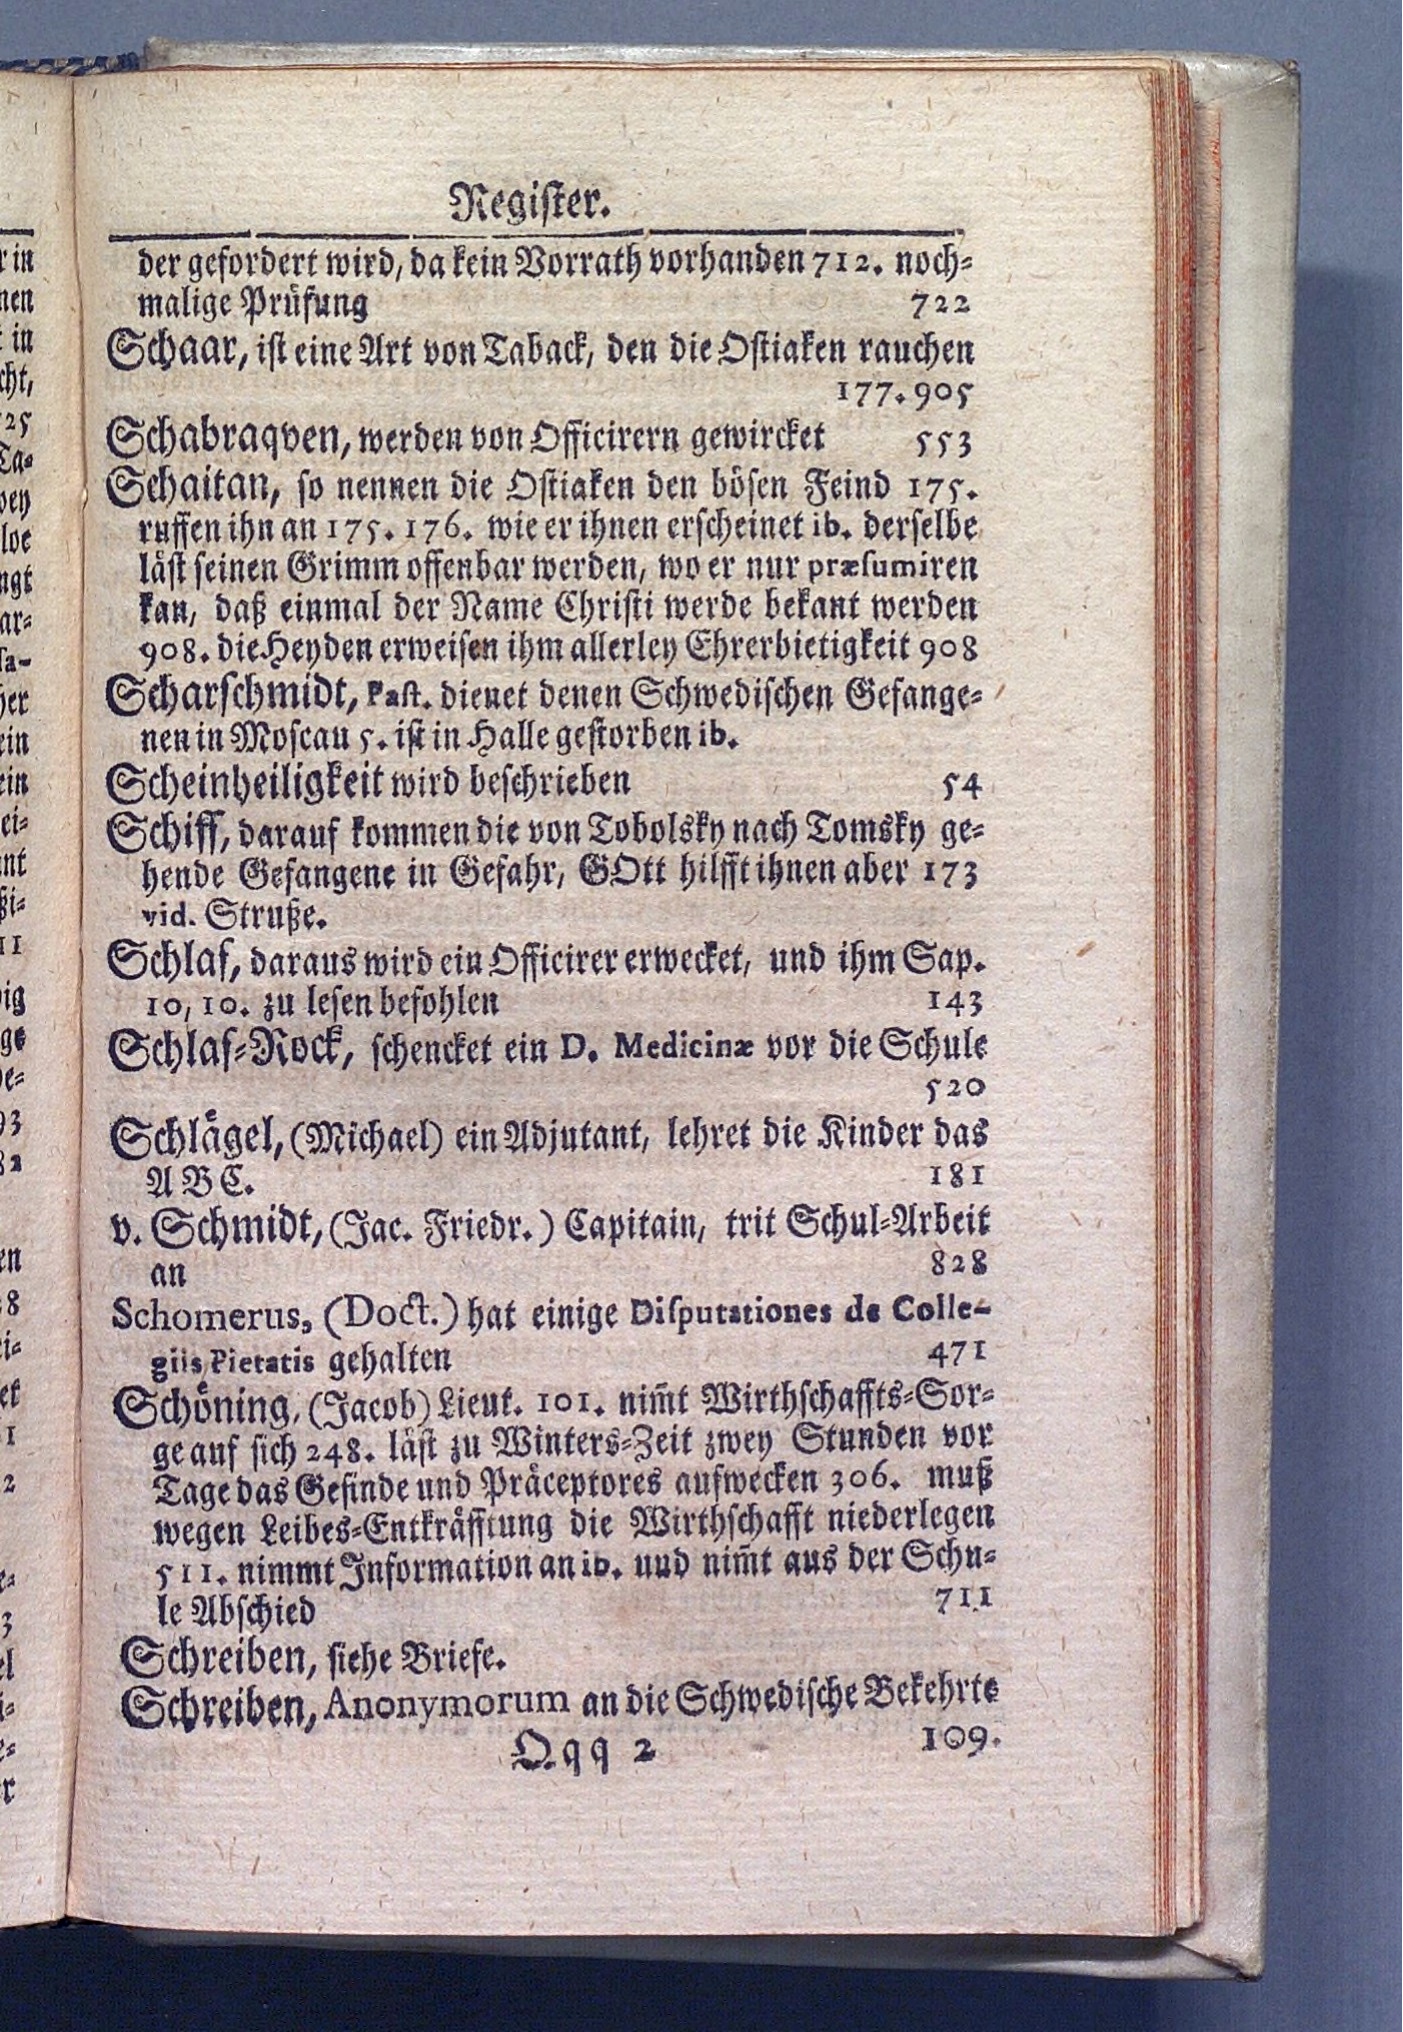 Register.
der gefordert wird, da kein Vorrath vorhanden 712. noch-
malige Prüfung 722
Schaar, ist eine Art von Taback, den die Ostiaken rauchen
177. 905
Schabraqven, werden von Officirern gewircket 553
Schaitan, so nennen die Ostiaken den bösen Feind 175.
ruffen ihn an 175. 176. wie er ihnen erscheinet ib. derselbe
läst seinen Grimm offenbar werden, wo er nur præsumiren
kan, daß einmal der Name Christi werde bekant werden
908. die Heyden erweisen ihm allerley Ehrerbietigkeit 908
Scharschmidt, Past. dienet denen Schwedischen Gefange-
nen in Moscau 5. ist in Halle gestorben ib.
Scheinheiligkeit wird beschrieben 54
Schiff, darauf kommen die von Tobolsky nach Tomsky ge-
hende Gefangene in Gefahr, GOtt hilfft ihnen aber 173
vid. Struße.
Schlaf, daraus wird ein Officirer erwecket, und ihm Sap.
10, 10. zu lesen befohlen 143
Schlaf-Rock, schencket ein D. Medicinæ vor die Schule
520
Schlägel, (Michael) ein Adjutant, lehret die Kinder das
A B C. 181
v. Schmidt, (Jac. Friedr.) Capitain, trit Schul-Arbeit
an 828
Schomerus, (Doct.) hat einige Disputationes de Colle-
giis Pietatis gehalten 471
Schöning, (Jacob) Lieut. 101. nim̃t Wirthschaffts-Sor-
ge auf sich 248. läst zu Winters-Zeit zwey Stunden vor
Tage das Gesinde und Präceptores aufwecken 306. muß
wegen Leibes-Entkräfftung die Wirthschafft niederlegen
511. nimmt Information an ib. und nim̃t aus der Schu-
le Abschied 711
Schreiben, siehe Briefe.
Schreiben, Anonymorum an die Schwedische Bekehrte
Qqq 2 109.